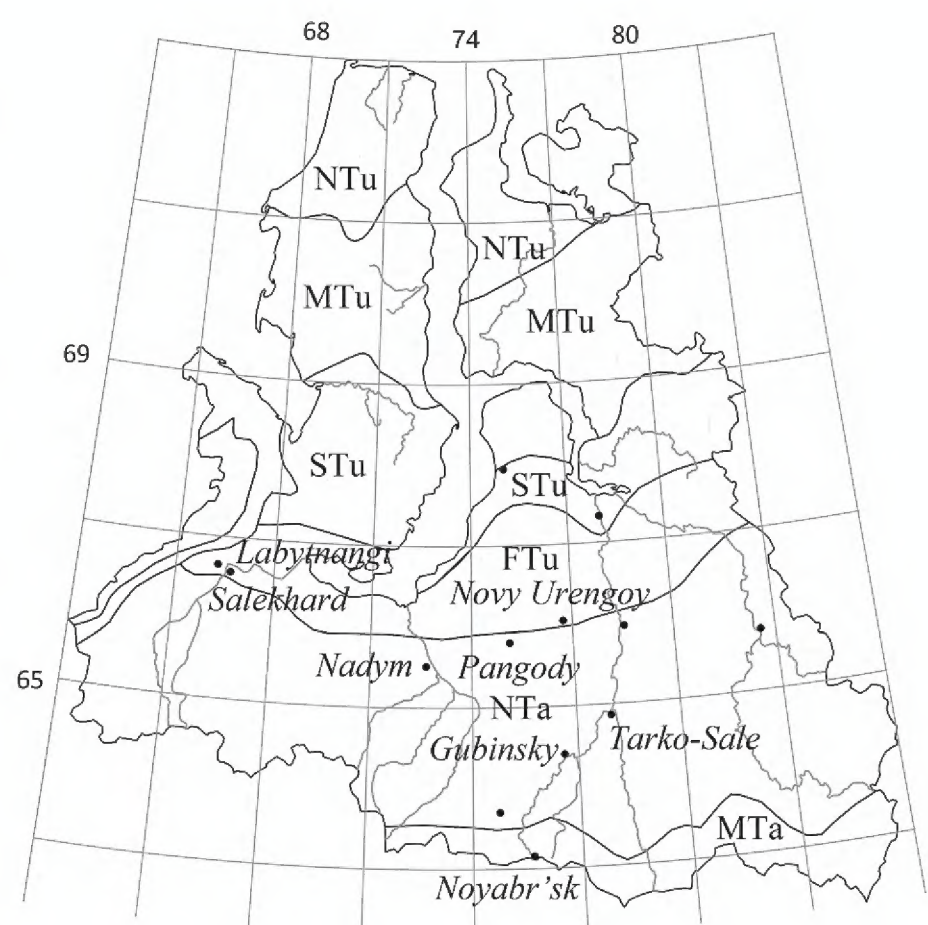 68
74
80
NTu
NTu
MTu
MTu
69
STu
STu
Labytnangi
FTu
Salekhard
Novy Urengoy
Nadym
Pangody
65
NTa
Gubinsky
Tarko-Sale
MTa
Noyabr'sk